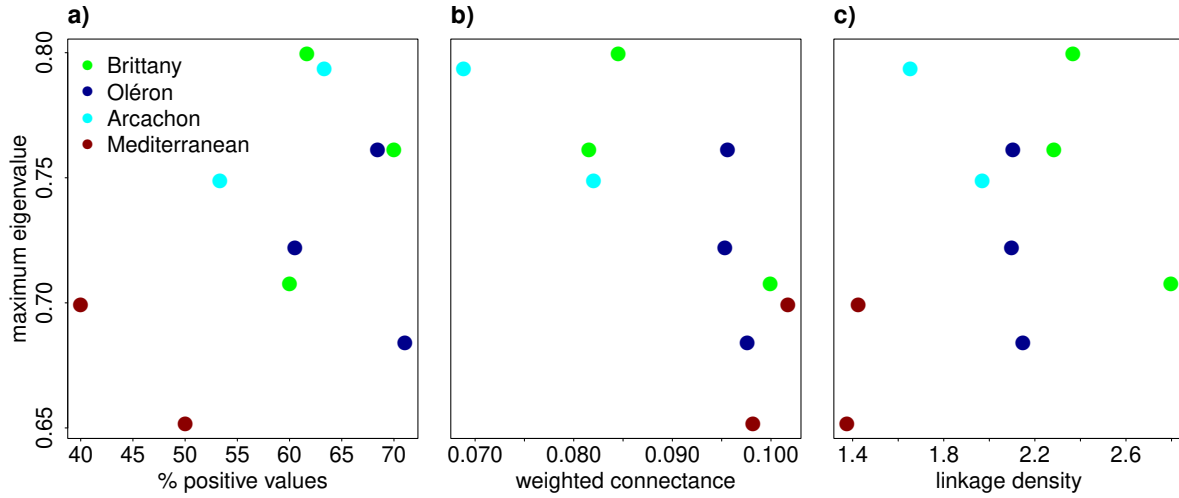 a)
b)
c)
Brittany
Oléron
Arcachon
Mediterranean
maximum eigenvalue
0.80
0.75
0.70
0.65
40 45 50 55 60 65 70
% positive values
0.070 0.080 0.090 0.100
weighted connectance
1.4 1.8 2.2 2.6
linkage density